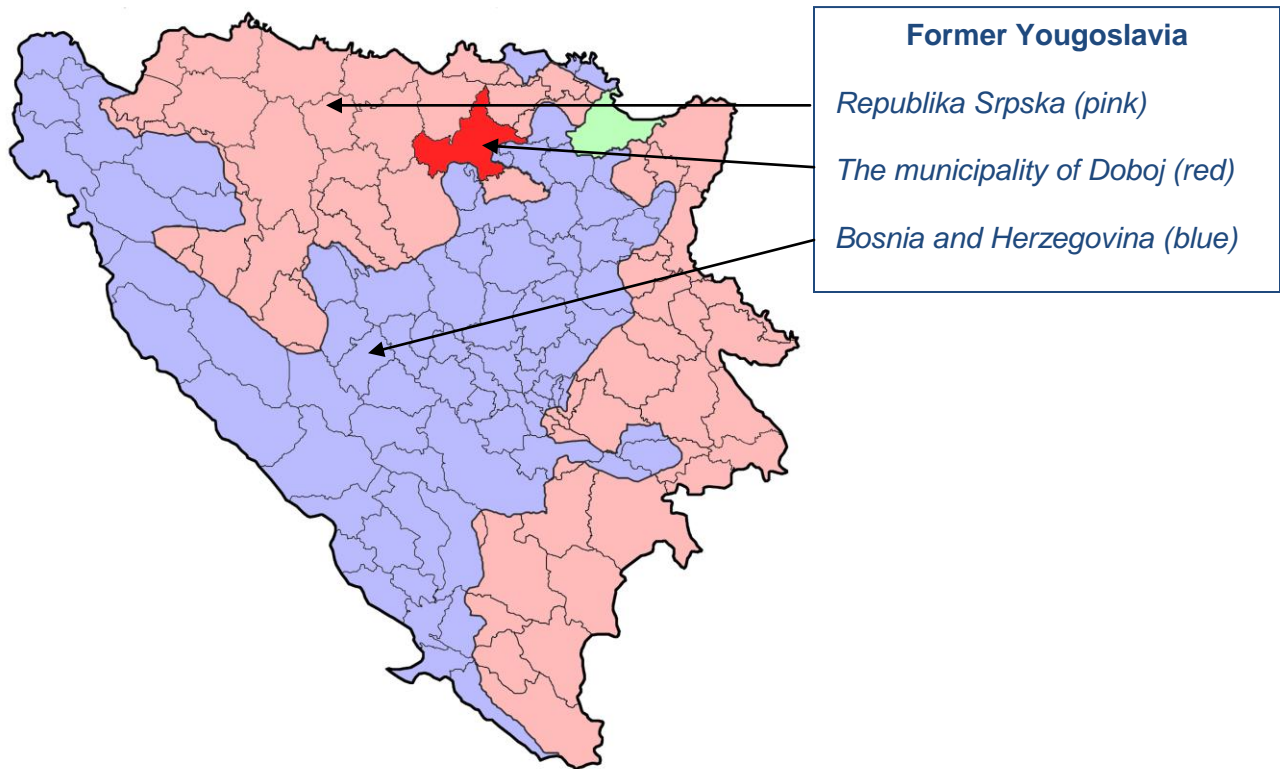 Former Yougoslavia
Republika Srpska (pink)
The municipality of Doboj (red)
Bosnia and Herzegovina (blue)